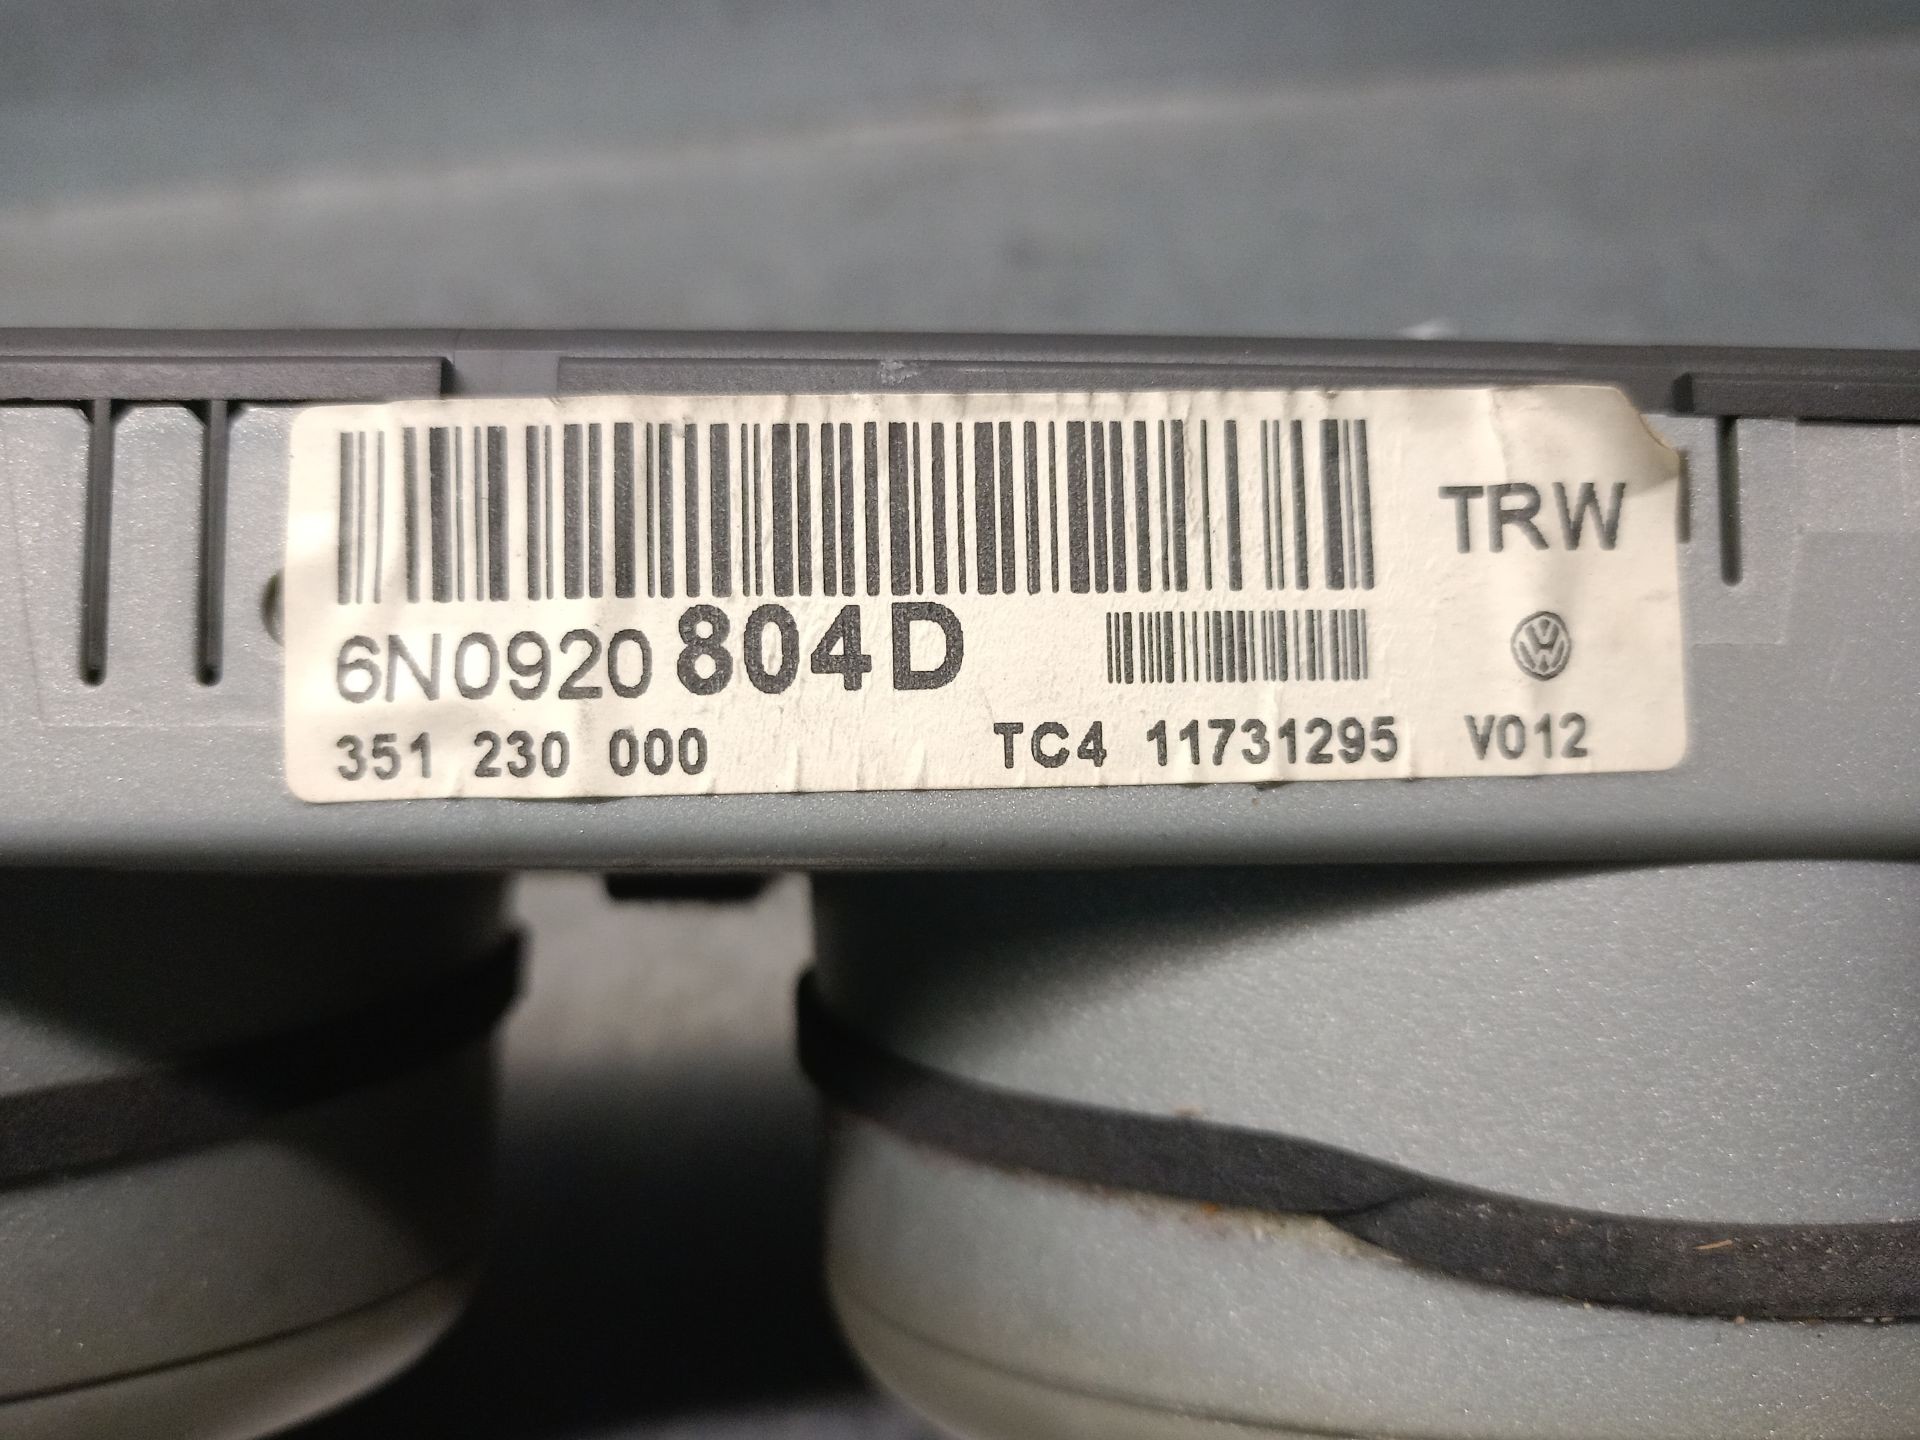 TRW
6N0920 804D
351 230 000 TC4 11731295 V012